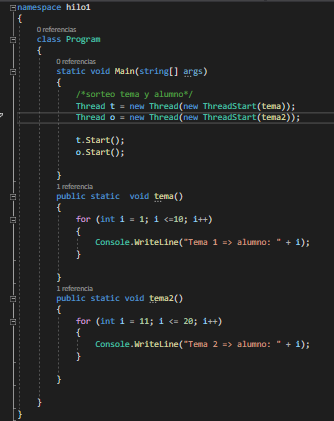 namespace hilo1
{
0 referencias
class Program
{
0 referencias
static void Main(string[] args)
{
/*sorteo tema y alumno*/
Thread t = new Thread(new ThreadStart(tema));
Thread o = new Thread(new ThreadStart(tema2));
t.Start();
o.Start();
}
1 referencia
public static  void tema()
{
for (int i = 1; i <=10; i++)
{
Console.WriteLine("Tema 1 => alumno: " + i);
}
}
1 referencia
public static void tema2()
{
for (int i = 11; i <= 20; i++)
{
Console.WriteLine("Tema 2 => alumno: " + i);
}
}
}
}